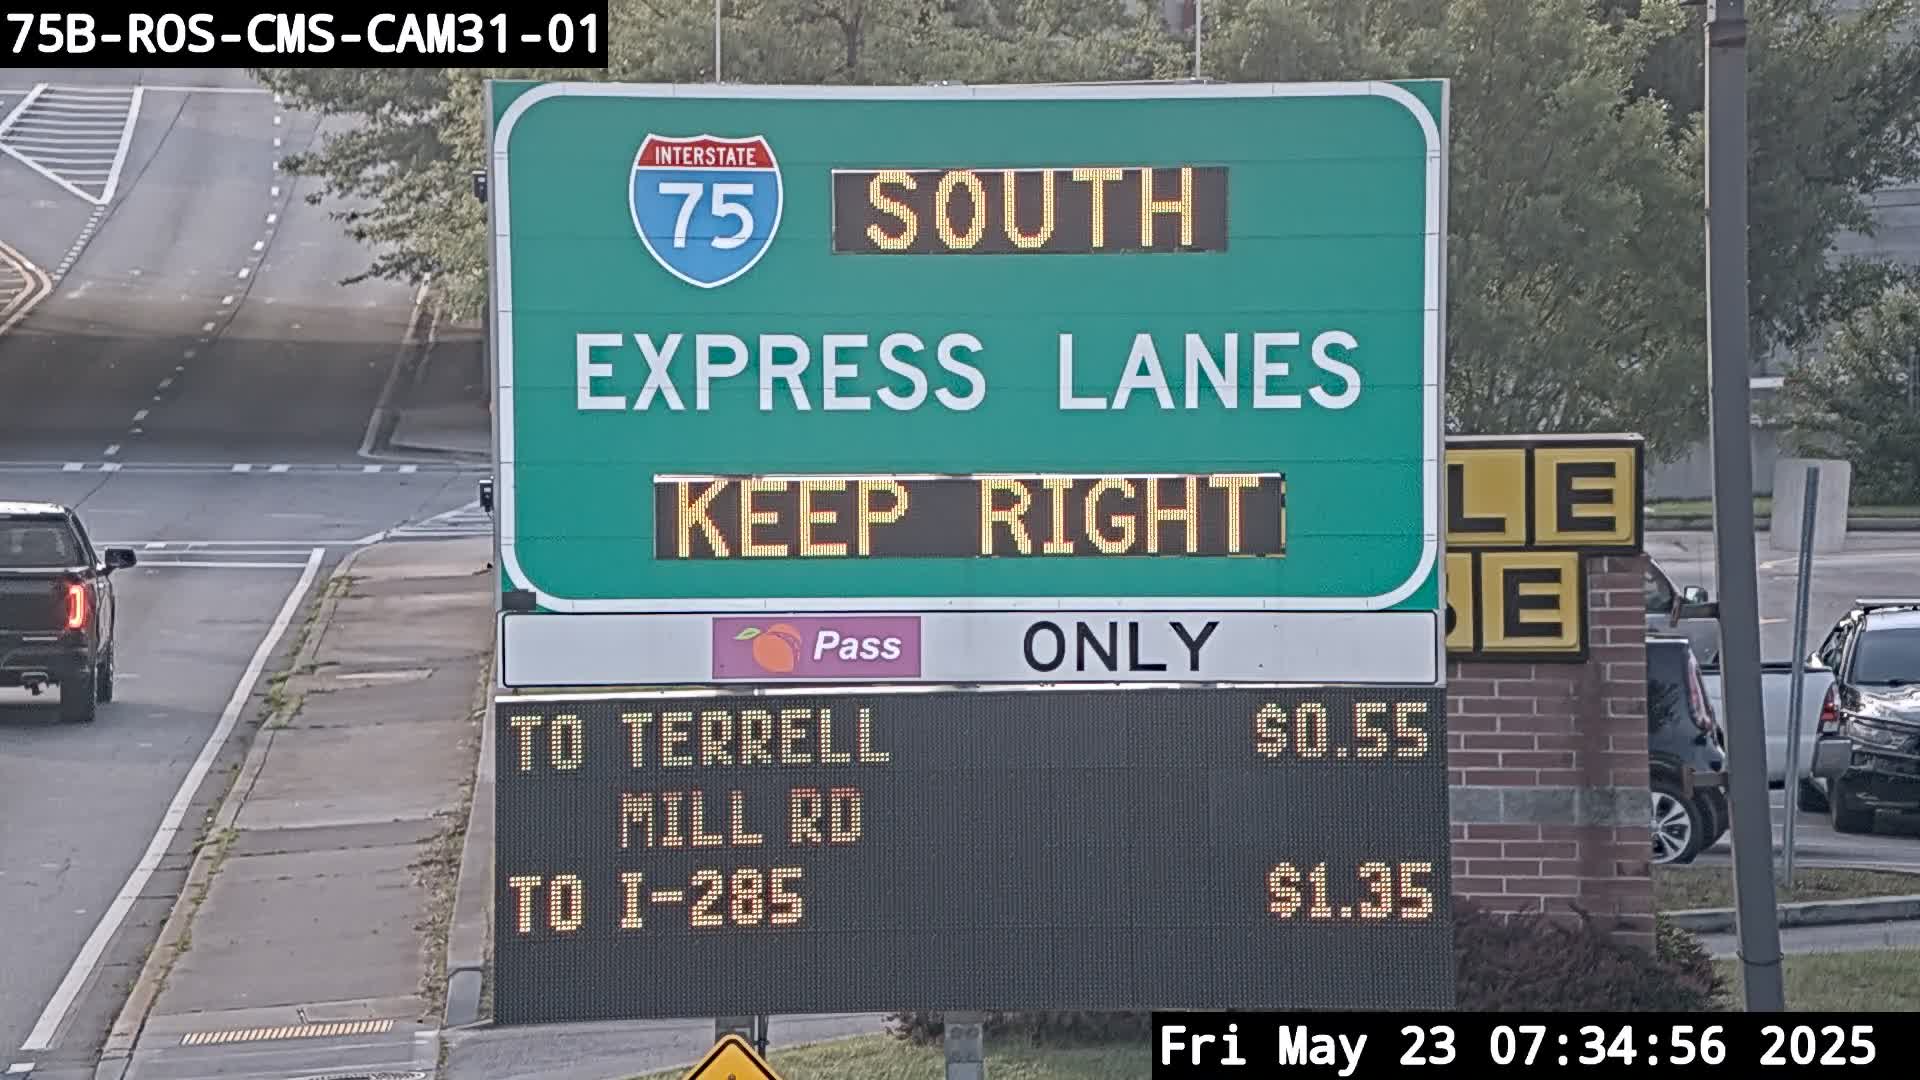 75B-ROS-CMS-CAM31-01
INTERSTATE
75
SOUTH
EXPRESS LANES
KEEP RIGHT
Pass ONLY
TO TERRELL $0.55
MILL RD
TO I-285 $1.35
LE
E
Fri May 23 07:34:56 2025